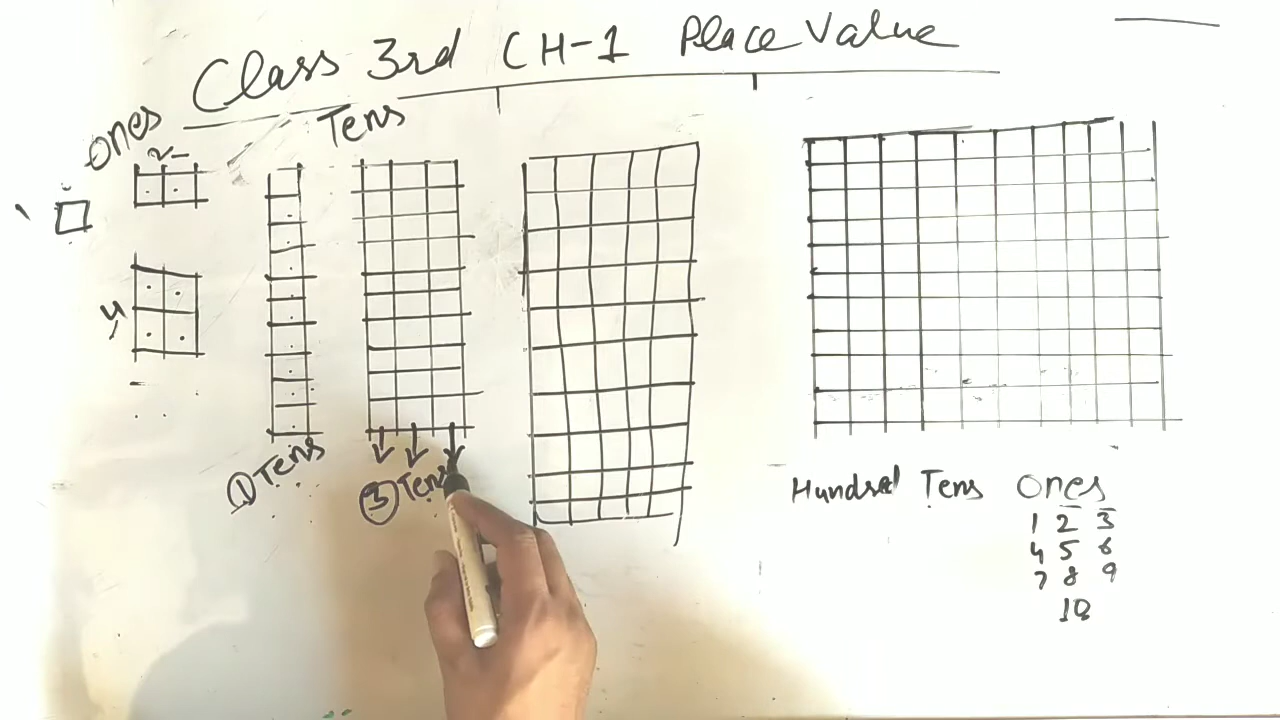 Class 3rd CH-1 Place Value
Ones
Tens
2
4
1 Tens
3 Tens
Hundred Tens Ones
1 2 3
4 5 6
7 8 9
10